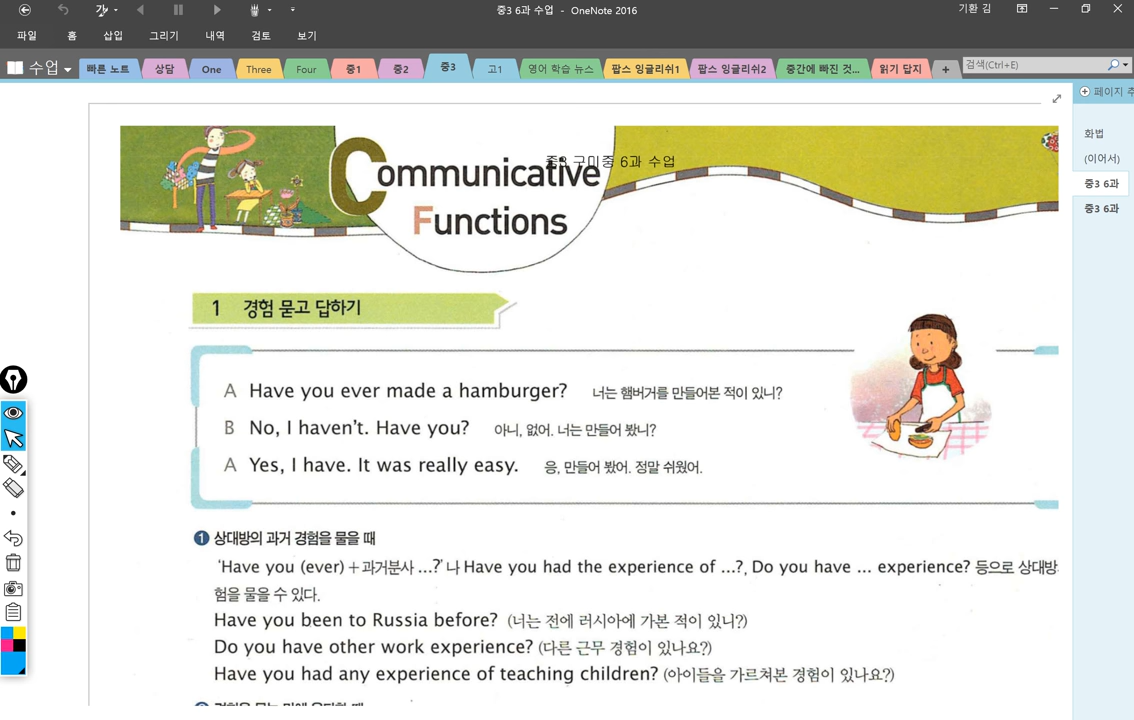 중3 6과 수업 - OneNote 2016
기환 김
파일 홈 삽입 그리기 내역 검토 보기
수업 빠른 노트 상담 One Three Four 중1 중2 중3 고1 영어 학습 뉴스 팝스 잉글리쉬1 팝스 잉글리쉬2 중간에 빠진 것... 읽기 답지 + 검색(Ctrl+E)
페이지 추
화법
(이어서)
중3 6과
중3 6과
중3 구미중 6과 수업
Communicative
Functions
1 경험 묻고 답하기
A Have you ever made a hamburger? 너는 햄버거를 만들어본 적이 있니?
B No, I haven't. Have you? 아니, 없어. 너는 만들어 봤니?
A Yes, I have. It was really easy. 응, 만들어 봤어. 정말 쉬웠어.
1 상대방의 과거 경험을 물을 때
'Have you (ever) + 과거분사 ...?' 나 Have you had the experience of ...?, Do you have ... experience? 등으로 상대방
험을 물을 수 있다.
Have you been to Russia before? (너는 전에 러시아에 가본 적이 있니?)
Do you have other work experience? (다른 근무 경험이 있나요?)
Have you had any experience of teaching children? (아이들을 가르쳐본 경험이 있나요?)